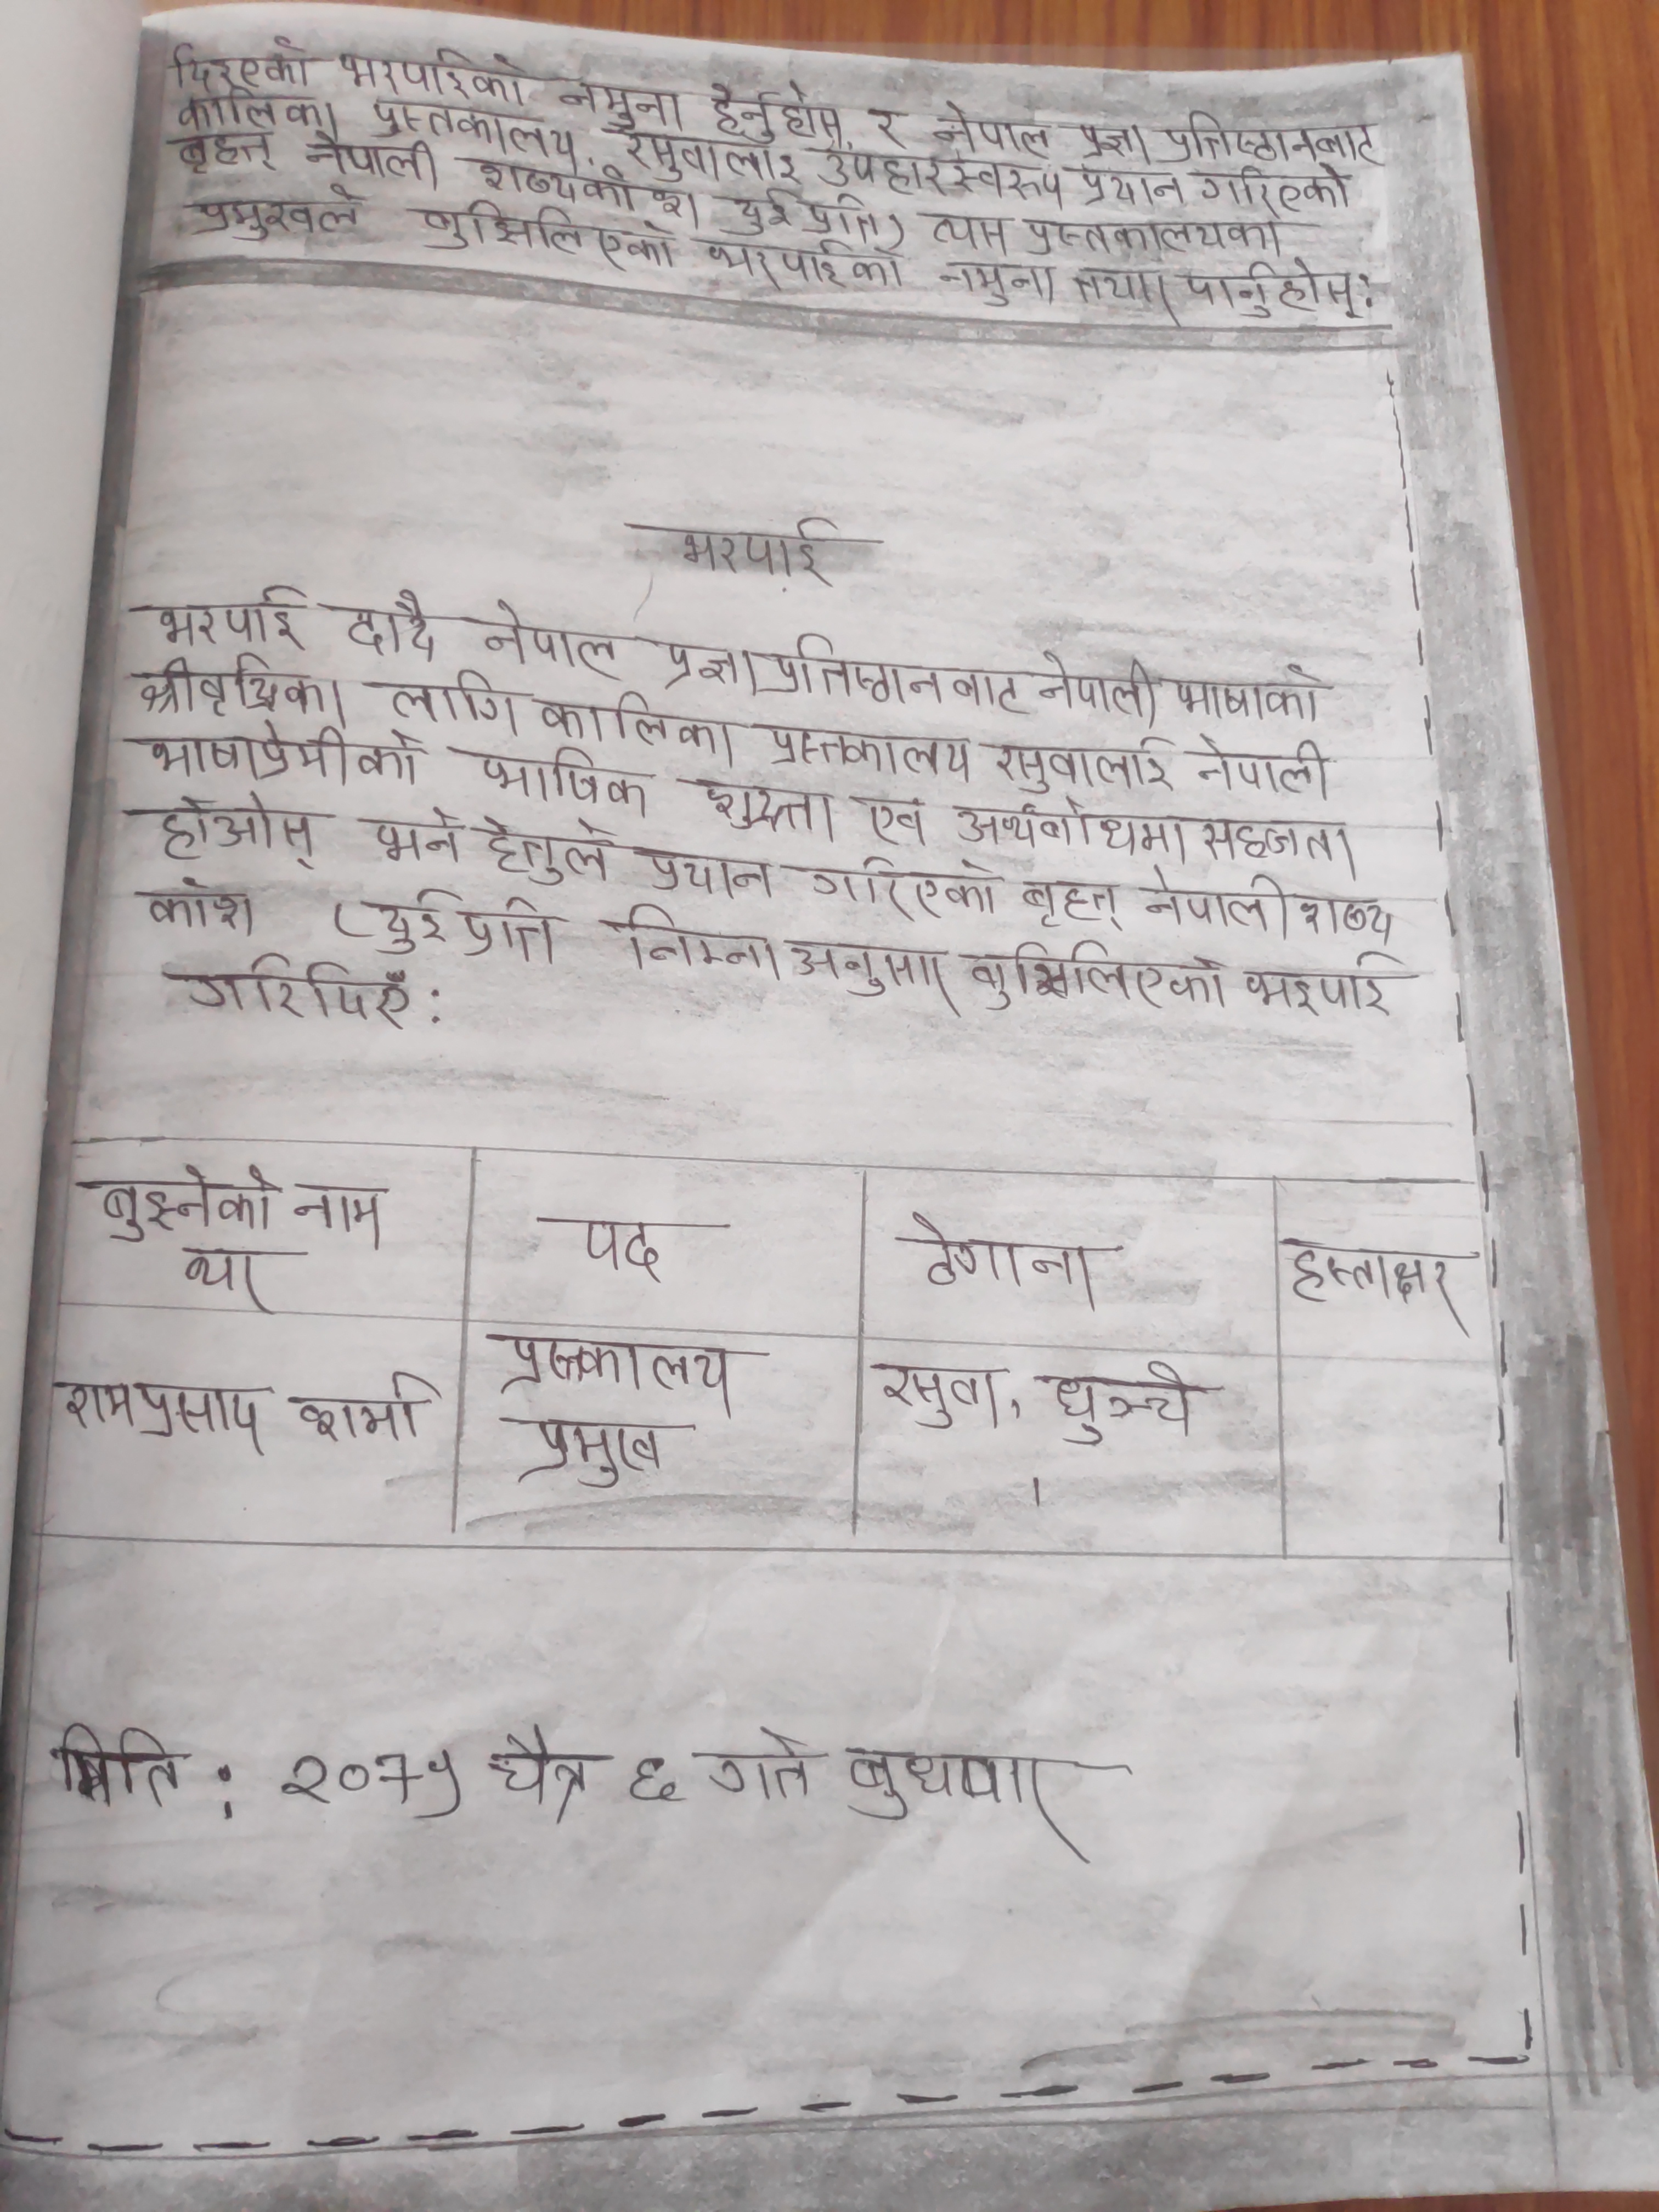 दिइएको भरपाईको नमुना हेर्नुहोस् र नेपाल प्रज्ञा प्रतिष्ठानबाट
कालिका पुस्तकालय, रसुवालाई उपहारस्वरूप प्रदान गरिएको
बृहत् नेपाली शब्दकोश दुई प्रति) त्यस पुस्तकालयका
प्रमुखले बुझिलिएको भरपाईको नमुना तयार पार्नुहोस्:
भरपाई
भरपाई दादै नेपाल प्रज्ञा प्रतिष्ठानबाट नेपाली भाषाको
श्रीवृद्धिका लागि कालिका पुस्तकालय रसुवालाई नेपाली
भाषाप्रेमीको भाषिक शुद्धता एवं अर्थबोधमा सहजता
होओस् भने हेतुले प्रदान गरिएको बृहत् नेपाली शब्द
कोश (दुई प्रति निम्ना अनुसार बुझिलिएको भरपाई
गरिदिएँ:
बुझ्नेको नाम पद ठेगाना हस्ताक्षर
थर
रामप्रसाद शर्मा पुस्तकालय रसुवा, धुन्चे
प्रमुख
मिति: २०७५ चैत्र ६ गते बुधवार